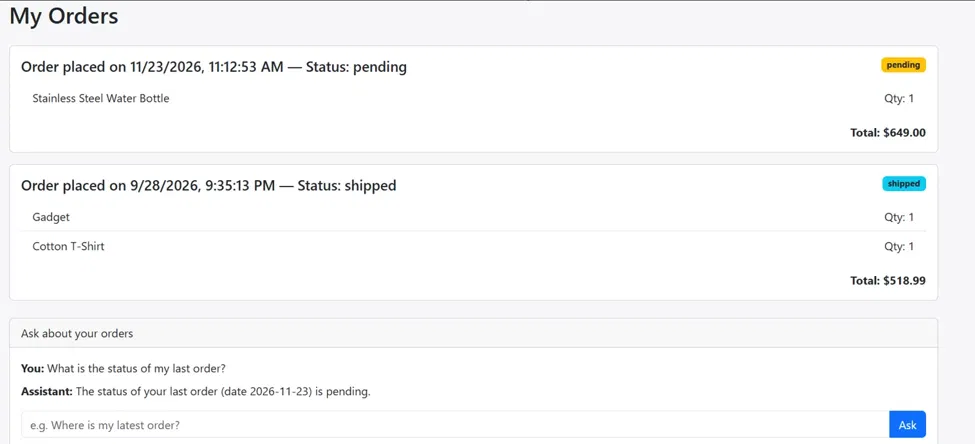 My Orders
Order placed on 11/23/2026, 11:12:53 AM — Status: pending
pending
Stainless Steel Water Bottle
Qty: 1
Total: $649.00
Order placed on 9/28/2026, 9:35:13 PM — Status: shipped
shipped
Gadget
Qty: 1
Cotton T-Shirt
Qty: 1
Total: $518.99
Ask about your orders
You: What is the status of my last order?
Assistant: The status of your last order (date 2026-11-23) is pending.
e.g. Where is my latest order?
Ask